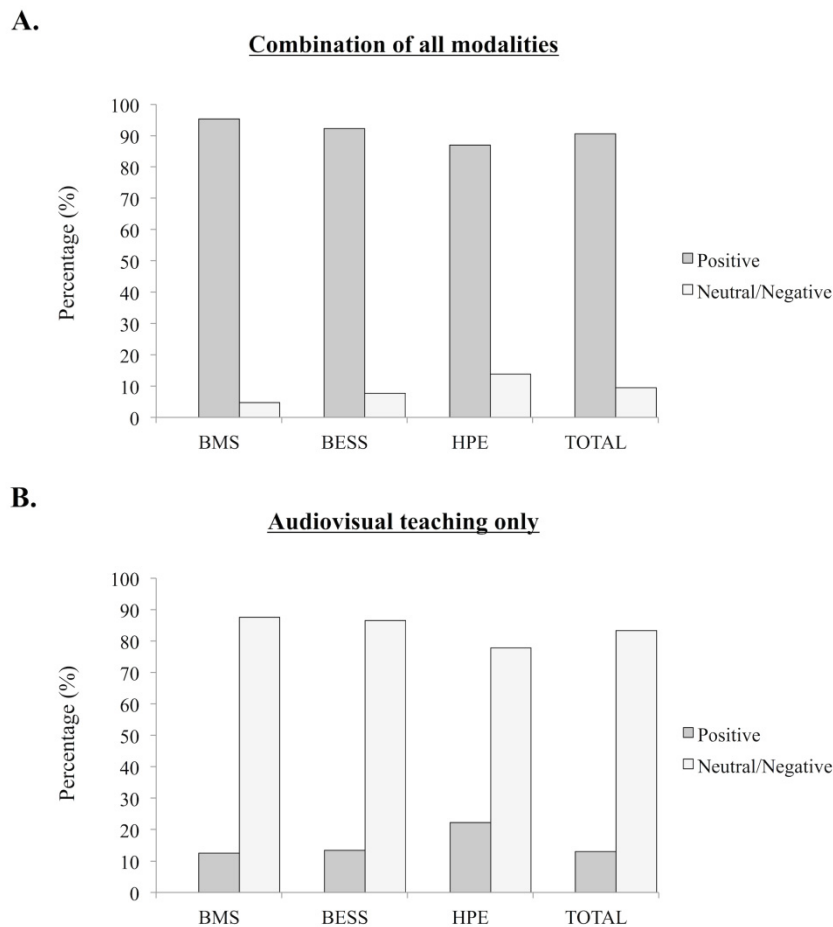 A.
Combination of all modalities
100
90
80
70
60
50
40
30
20
10
0
Percentage (%)
BMS BESS HPE TOTAL
Positive
Neutral/Negative
B.
Audiovisual teaching only
100
90
80
70
60
50
40
30
20
10
0
Percentage (%)
BMS BESS HPE TOTAL
Positive
Neutral/Negative